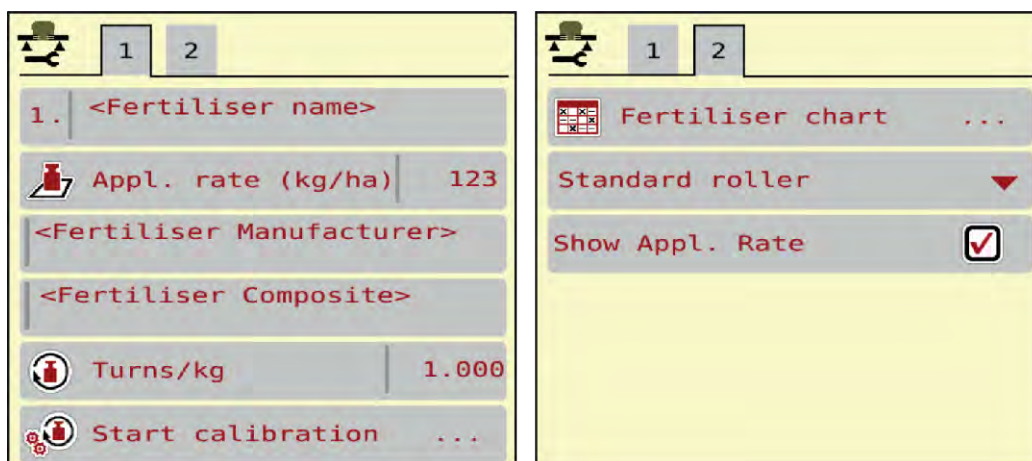 1 2
1. <Fertiliser name>
Appl. rate (kg/ha) 123
<Fertiliser Manufacturer>
<Fertiliser Composite>
Turns/kg 1.000
Start calibration ...
1 2
Fertiliser chart ...
Standard roller
Show Appl. Rate